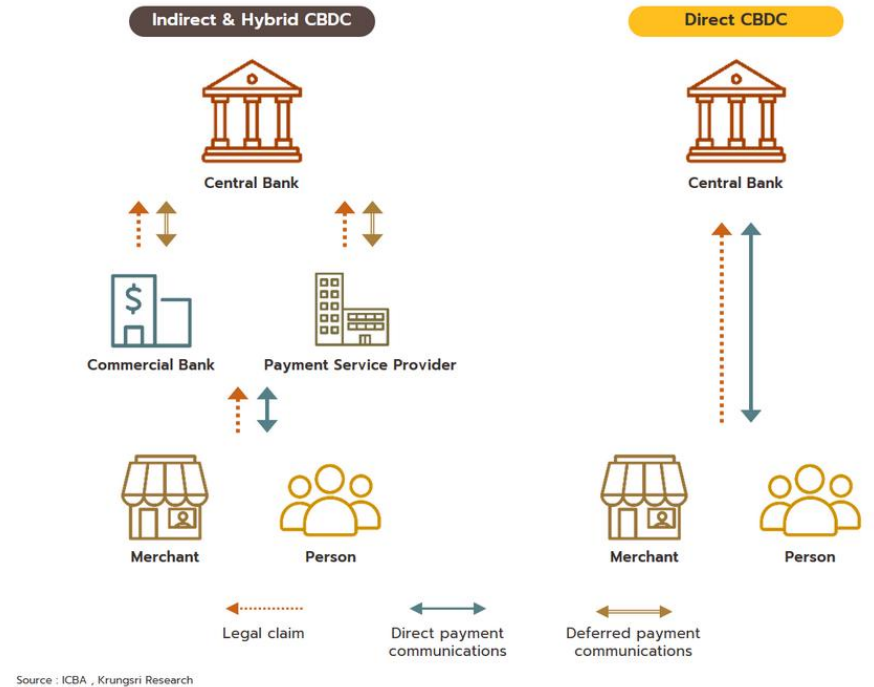 Indirect & Hybrid CBDC
Direct CBDC
Central Bank
Central Bank
$
Commercial Bank
Payment Service Provider
Merchant
Person
Merchant
Person
Legal claim
Direct payment
communications
Deferred payment
communications
Source : ICBA , Krungsri Research